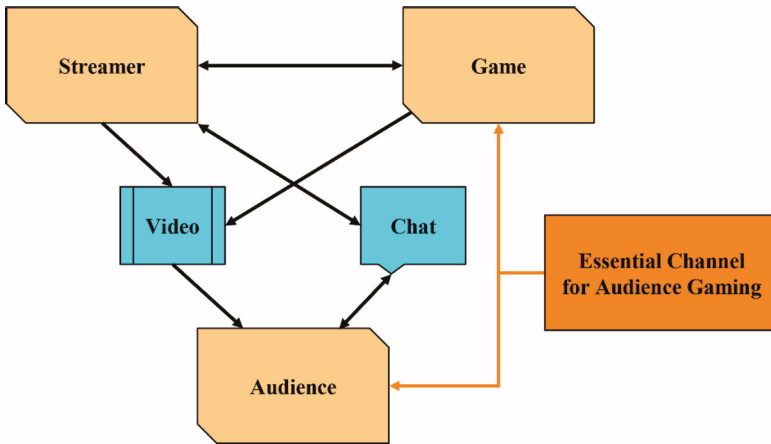 Streamer
Game
Video
Chat
Essential Channel
for Audience Gaming
Audience